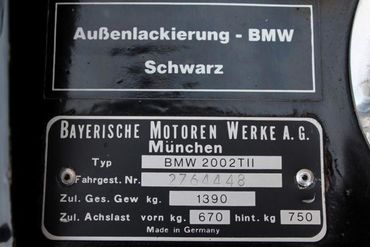 Außenlackierung - BMW
Schwarz
BAYERISCHE MOTOREN WERKE A.G.
München
Typ BMW 2002TII
Fahrgest. Nr. 2764448
Zul. Ges. Gew kg. 1390
Zul. Achslast vorn kg. 670 hint. kg 750
Made in Germany